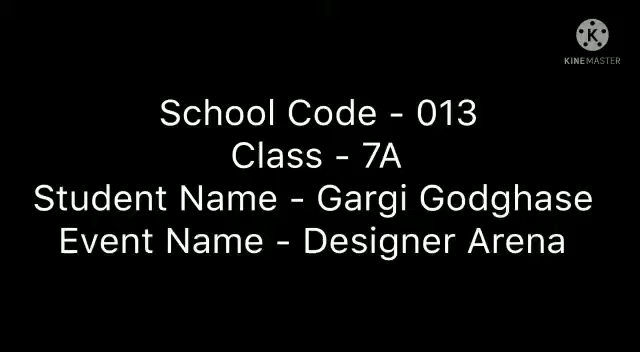 KINEMASTER
School Code - 013
Class - 7A
Student Name - Gargi Godghase
Event Name - Designer Arena